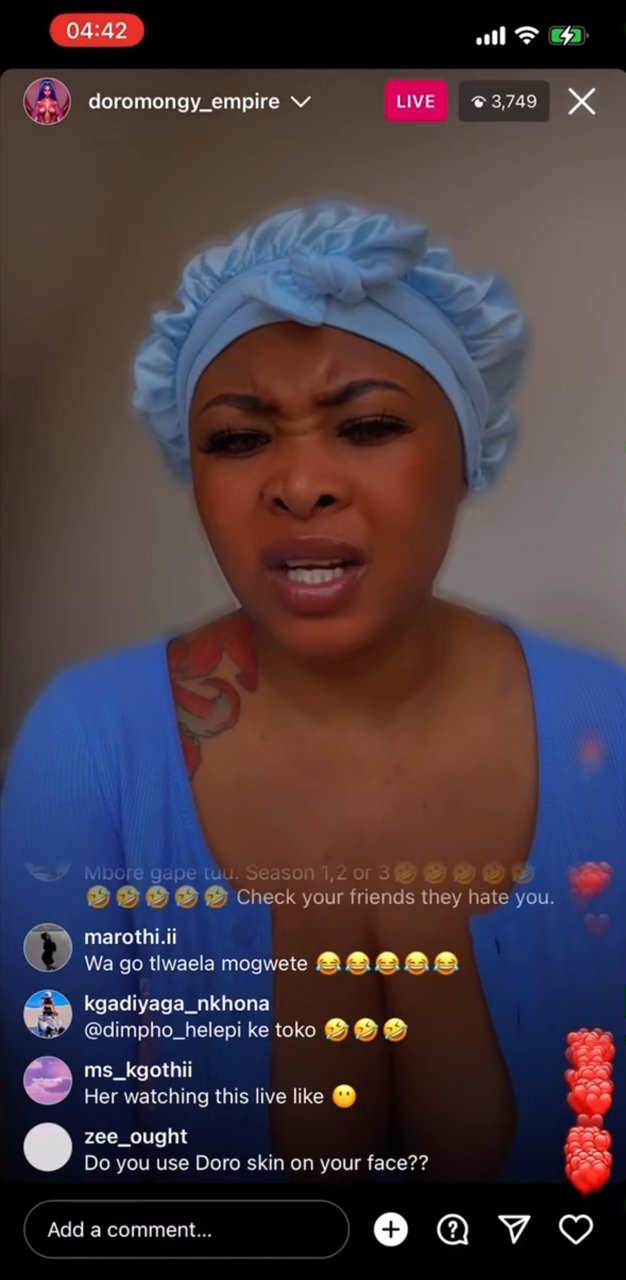 04:42
doromongy_empire
LIVE
3,749
Mbore gape tuu. Season 1,2 or 3🤣🤣🤣🤣🤣
🤣🤣🤣🤣🤣 Check your friends they hate you.
marothi.ii
Wa go tlwaela mogwete 😂😂😂😂😂
kgadiyaga_nkhona
@dimpho_helepi ke toko 🤣🤣🤣
ms_kgothii
Her watching this live like 😶
zee_ought
Do you use Doro skin on your face??
Add a comment...